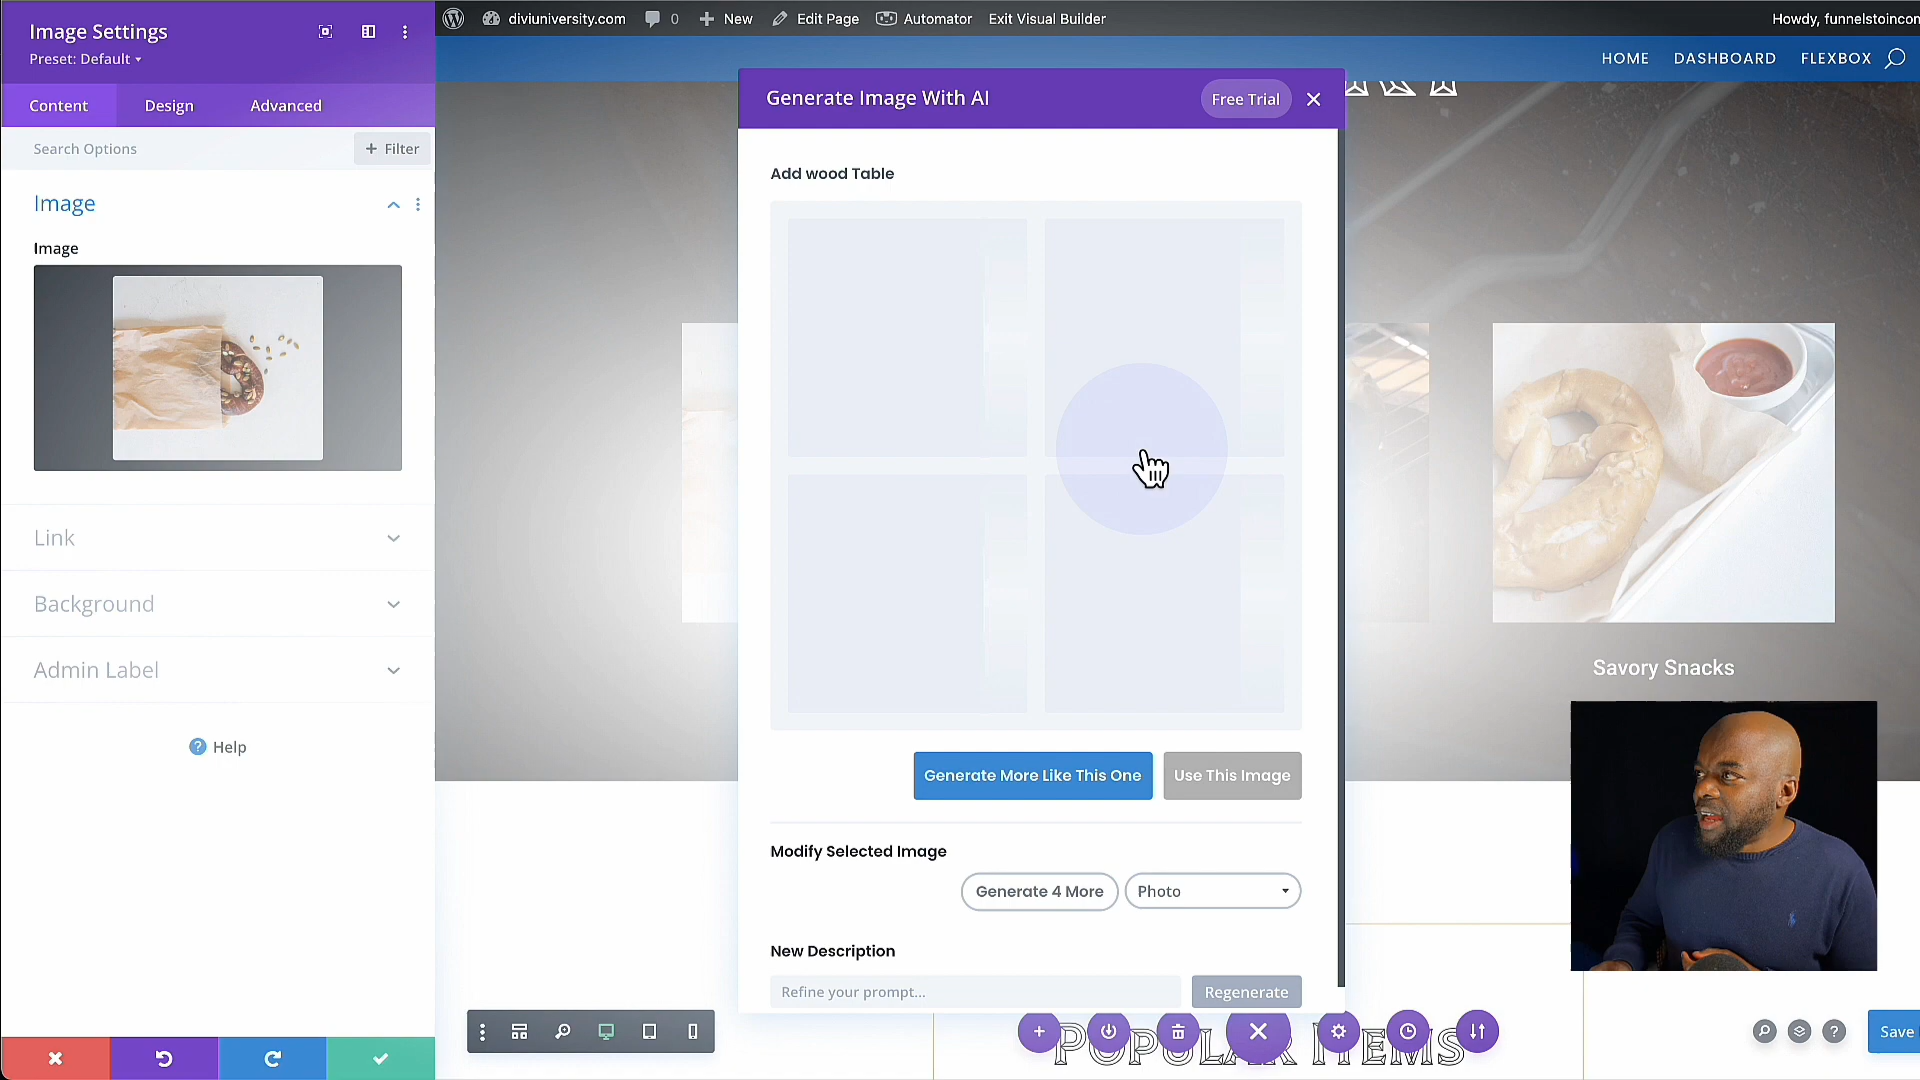 Image Settings
Preset: Default
Content
Design
Advanced
Search Options
+ Filter
Image
Image
Link
Background
Admin Label
? Help
diviuniversity.com
0
+ New
Edit Page
Automator
Exit Visual Builder
Howdy, funnelstoincon
HOME
DASHBOARD
FLEXBOX
Generate Image With AI
Free Trial
Add wood Table
Generate More Like This One
Use This Image
Modify Selected Image
Generate 4 More
Photo
New Description
Refine your prompt...
Regenerate
Savory Snacks
Popular Items
Save